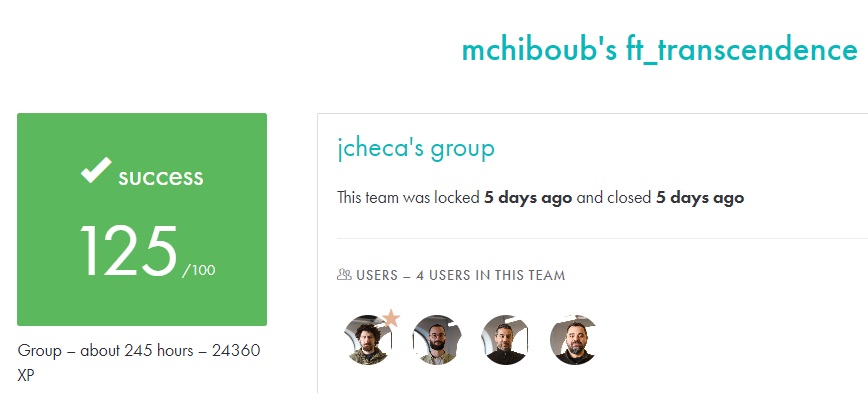 mchiboub's ft_transcendence
success
125 /100
Group – about 245 hours – 24360
XP
jcheca's group
This team was locked 5 days ago and closed 5 days ago
USERS – 4 USERS IN THIS TEAM